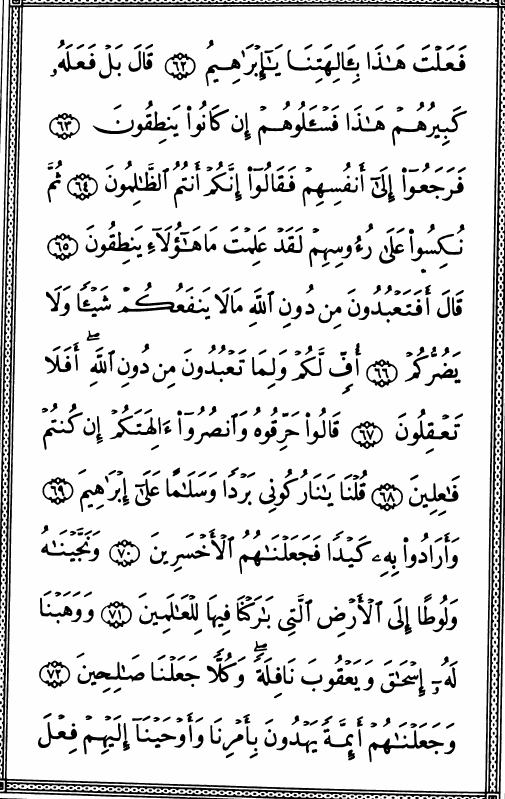 فَعَلْتَ هَـٰذَا بِـَٔالِهَتِنَا يَـٰٓإِبْرَٰهِيمُ ٦٢ قَالَ بَلْ فَعَلَهُۥ
كَبِيرُهُمْ هَـٰذَا فَسْـَٔلُوهُمْ إِن كَانُوا۟ يَنطِقُونَ ٦٣
فَرَجَعُوٓا۟ إِلَىٰٓ أَنفُسِهِمْ فَقَالُوٓا۟ إِنَّكُمْ أَنتُمُ ٱلظَّـٰلِمُونَ ٦٤ ثُمَّ
نُكِسُوا۟ عَلَىٰ رُءُوسِهِمْ لَقَدْ عَلِمْتَ مَا هَـٰٓؤُلَآءِ يَنطِقُونَ ٦٥
قَالَ أَفَتَعْبُدُونَ مِن دُونِ ٱللَّهِ مَا لَا يَنفَعُكُمْ شَيْـًٔا وَلَا
يَضُرُّكُمْ ٦٦ أُفٍّ لَّكُمْ وَلِمَا تَعْبُدُونَ مِن دُونِ ٱللَّهِ ۖ أَفَلَا
تَعْقِلُونَ ٦٧ قَالُوا۟ حَرِّقُوهُ وَٱنصُرُوٓا۟ ءَالِهَتَكُمْ إِن كُنتُمْ
فَـٰعِلِينَ ٦٨ قُلْنَا يَـٰنَارُ كُونِى بَرْدًا وَسَلَـٰمًا عَلَىٰٓ إِبْرَٰهِيمَ ٦٩
وَأَرَادُوا۟ بِهِۦ كَيْدًا فَجَعَلْنَـٰهُمُ ٱلْأَخْسَرِينَ ٧٠ وَنَجَّيْنَـٰهُ
وَلُوطًا إِلَى ٱلْأَرْضِ ٱلَّتِى بَـٰرَكْنَا فِيهَا لِلْعَـٰلَمِينَ ٧١ وَوَهَبْنَا
لَهُۥٓ إِسْحَـٰقَ وَيَعْقُوبَ نَافِلَةً ۖ وَكُلًّا جَعَلْنَا صَـٰلِحِينَ ٧٢
وَجَعَلْنَـٰهُمْ أَئِمَّةً يَهْدُونَ بِأَمْرِنَا وَأَوْحَيْنَآ إِلَيْهِمْ فِعْلَ